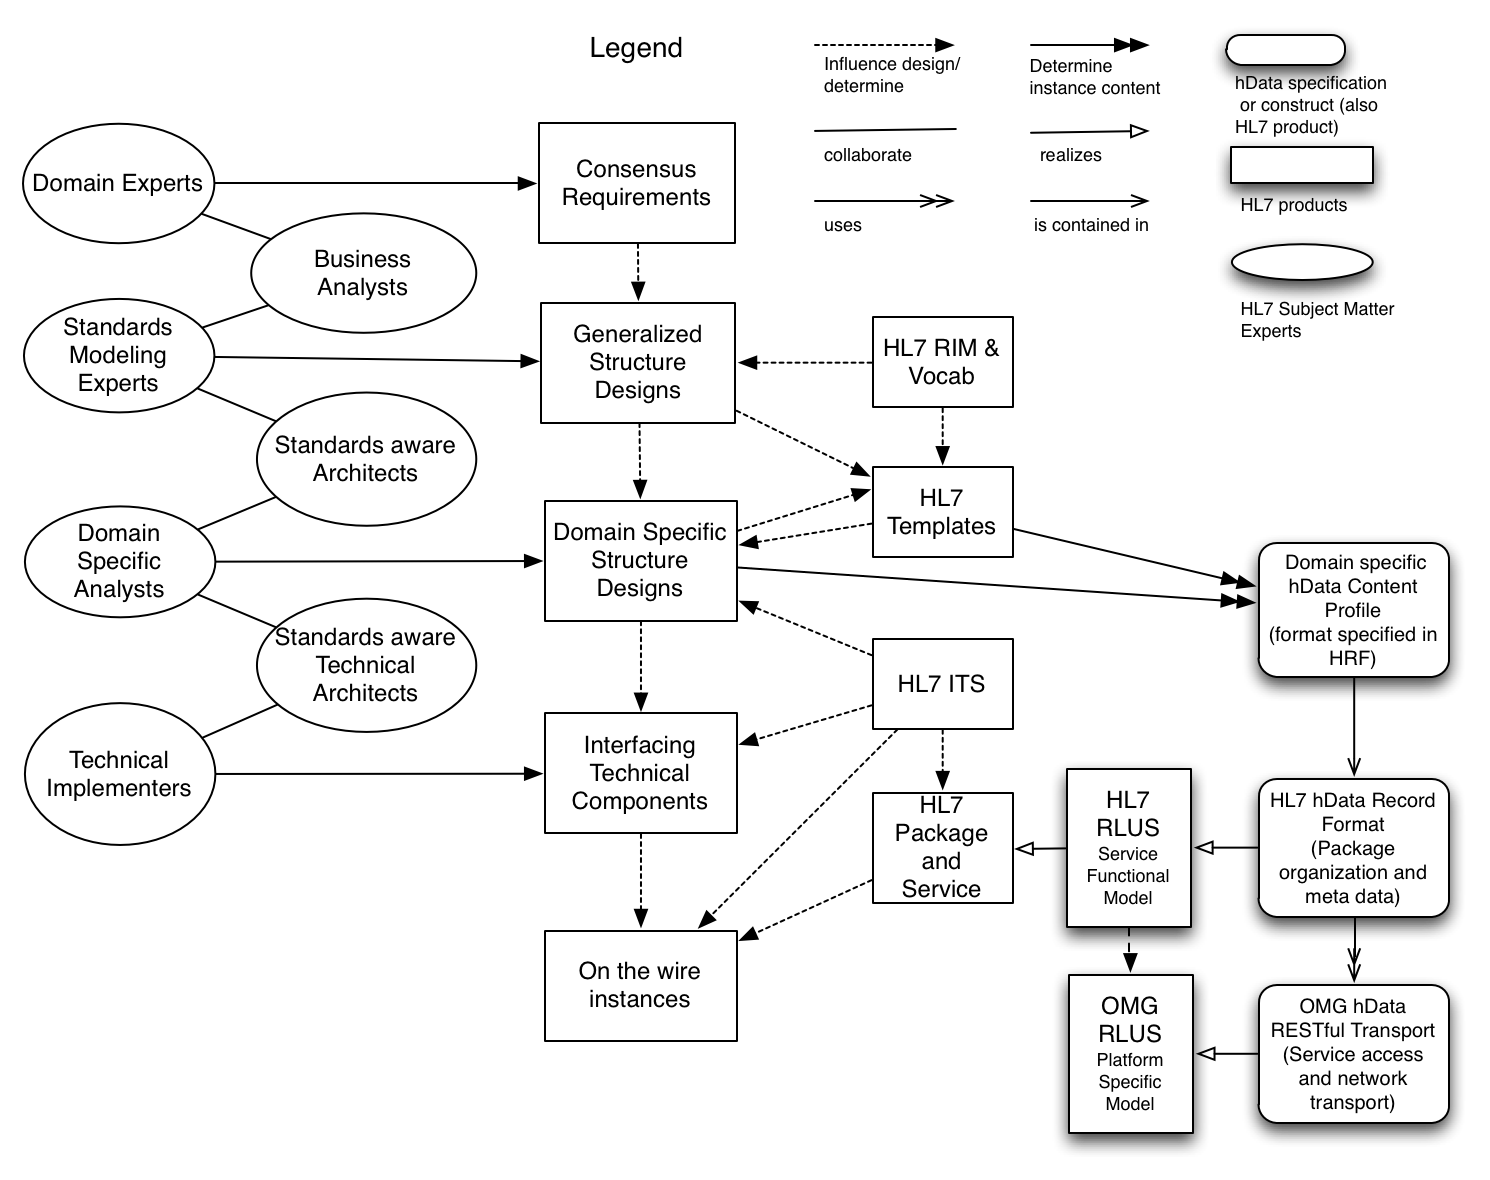 Legend
Influence design/
determine
Determine
instance content
collaborate
realizes
uses
is contained in
hData specification
or construct (also
HL7 product)
HL7 products
HL7 Subject Matter
Experts
Domain Experts
Business
Analysts
Standards
Modeling
Experts
Standards aware
Architects
Domain
Specific
Analysts
Standards aware
Technical
Architects
Technical
Implementers
Consensus
Requirements
Generalized
Structure
Designs
Domain Specific
Structure
Designs
Interfacing
Technical
Components
On the wire
instances
HL7 RIM &
Vocab
HL7
Templates
HL7 ITS
HL7
Package
and
Service
HL7
RLUS
Service
Functional
Model
OMG
RLUS
Platform
Specific
Model
Domain specific
hData Content
Profile
(format specified in
HRF)
HL7 hData Record
Format
(Package
organization and
meta data)
OMG hData
RESTful Transport
(Service access
and network
transport)